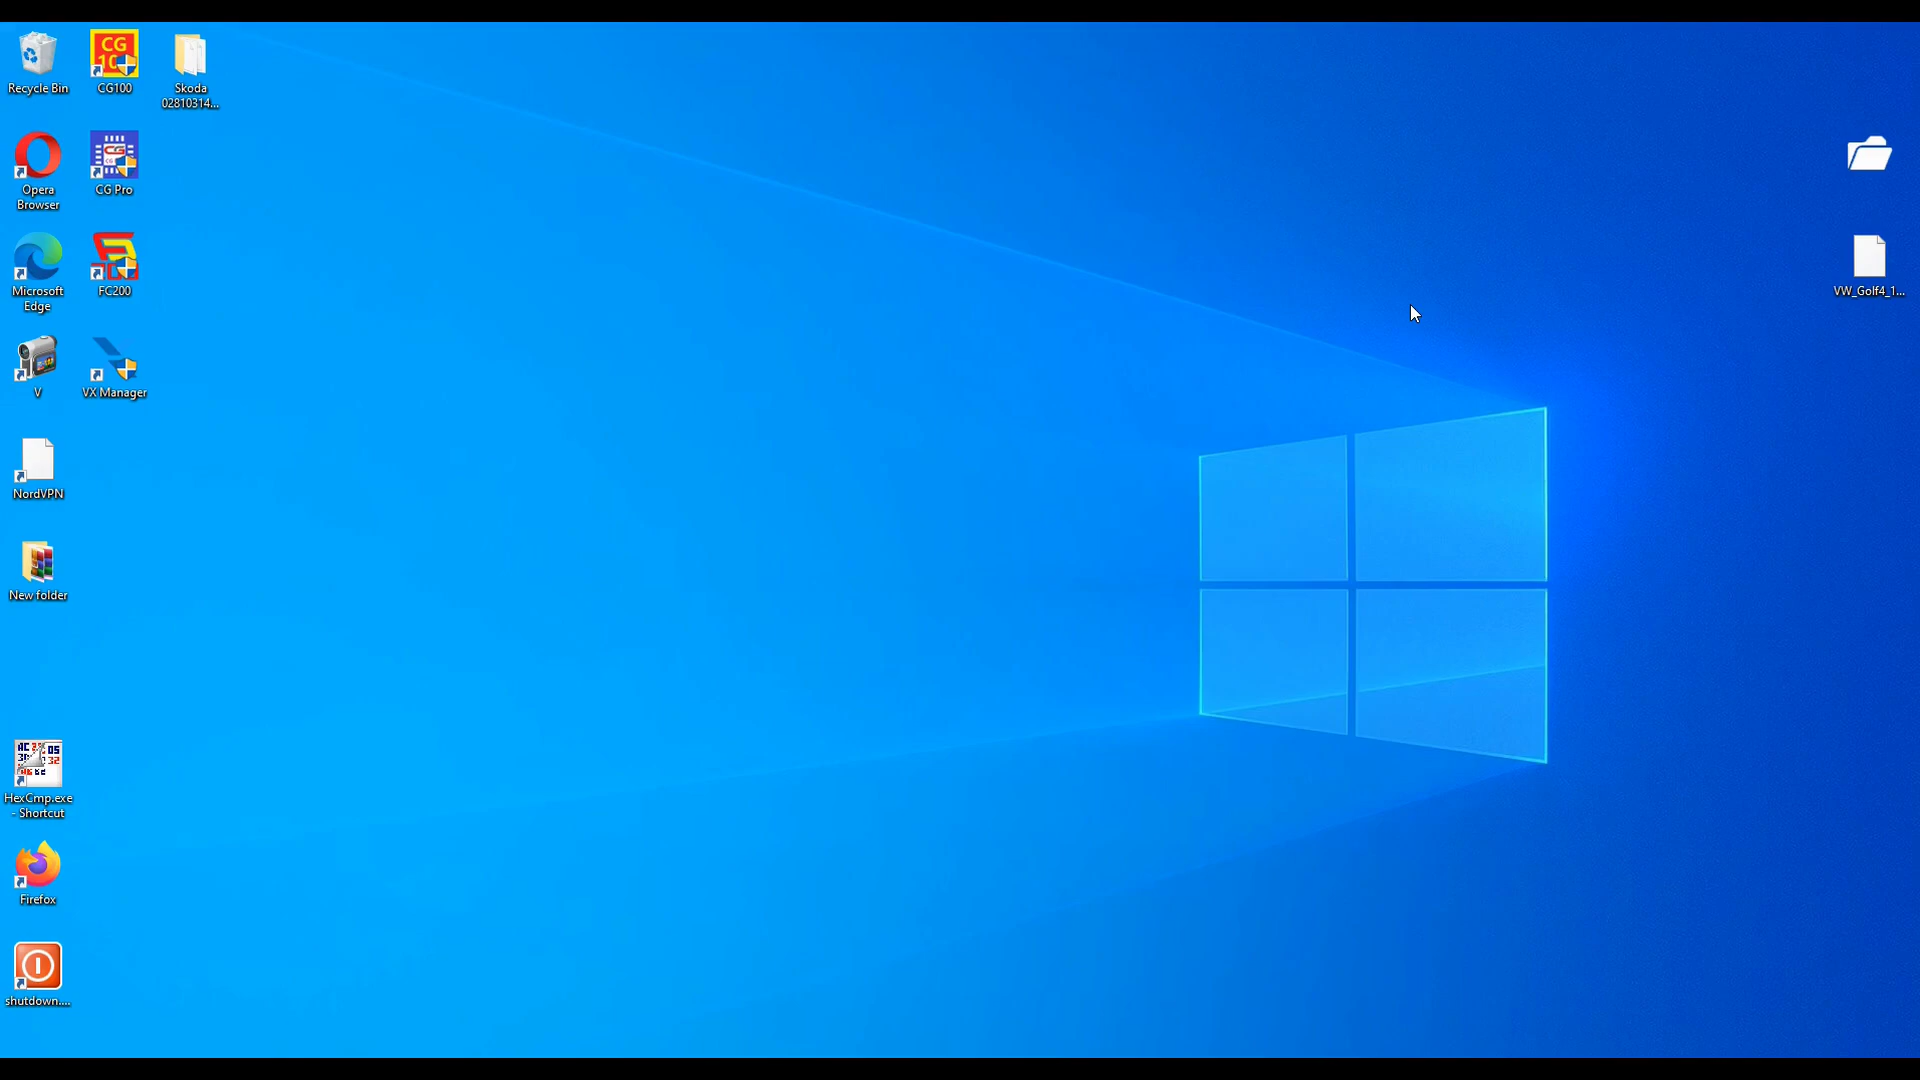 Recycle Bin
CG100
Skoda
02810314...
Opera
Browser
CG Pro
Microsoft
Edge
FC200
VW_Golf4_1...
V
VX Manager
NordVPN
New folder
HexCmp.exe
- Shortcut
Firefox
shutdown....